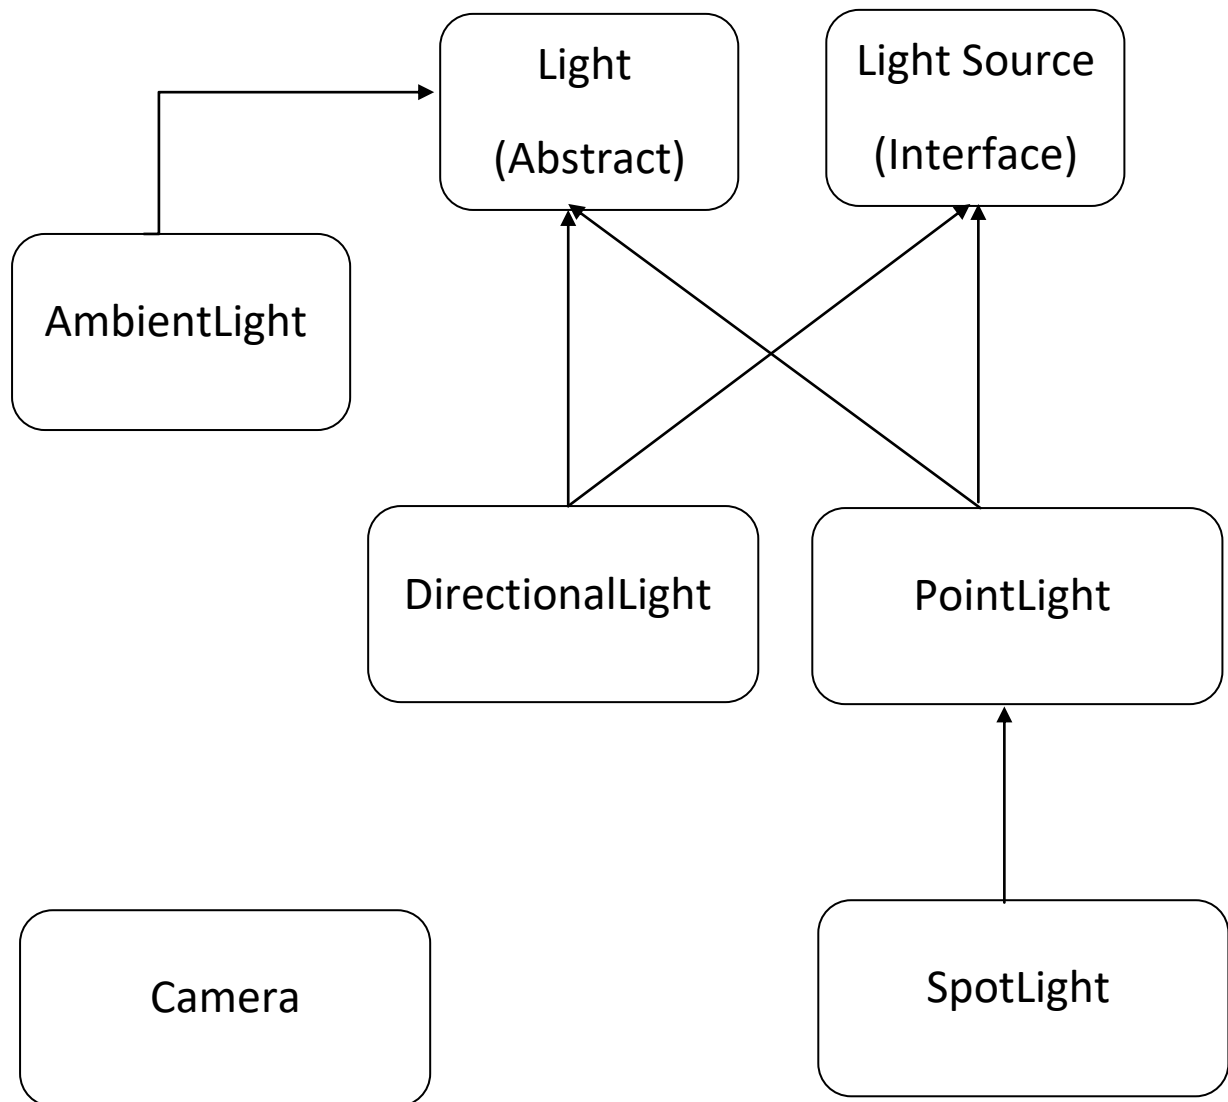 Light
(Abstract)
Light Source
(Interface)
AmbientLight
DirectionalLight
PointLight
Camera
SpotLight